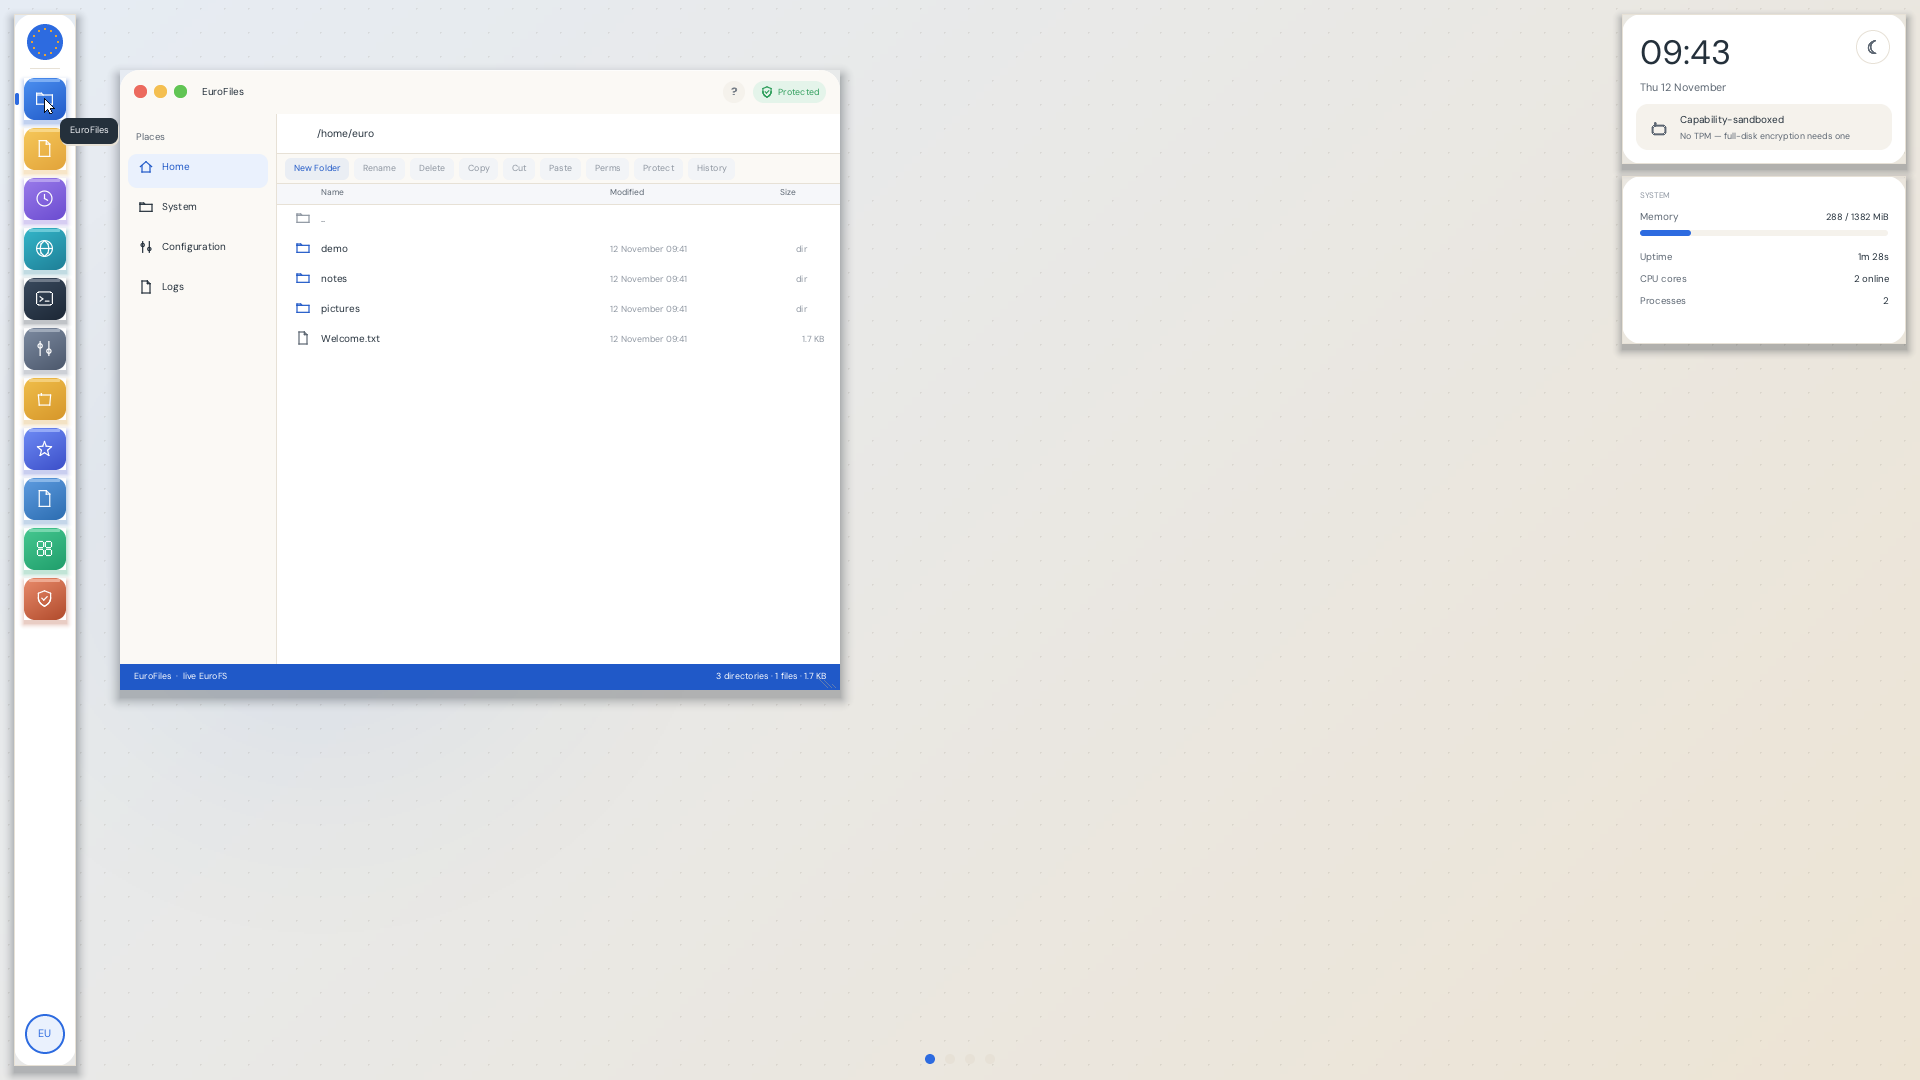 EuroFiles
EuroFiles
?
Protected
Places
Home
System
Configuration
Logs
/home/euro
New Folder Rename Delete Copy Cut Paste Perms Protect History
Name Modified Size
..
demo 12 November 09:41 dir
notes 12 November 09:41 dir
pictures 12 November 09:41 dir
Welcome.txt 12 November 09:41 1.7 KB
EuroFiles · live EuroFS 3 directories · 1 files · 1.7 KB
09:43
Thu 12 November
Capability-sandboxed
No TPM — full-disk encryption needs one
SYSTEM
Memory 288 / 1382 MiB
Uptime 1m 28s
CPU cores 2 online
Processes 2
EU